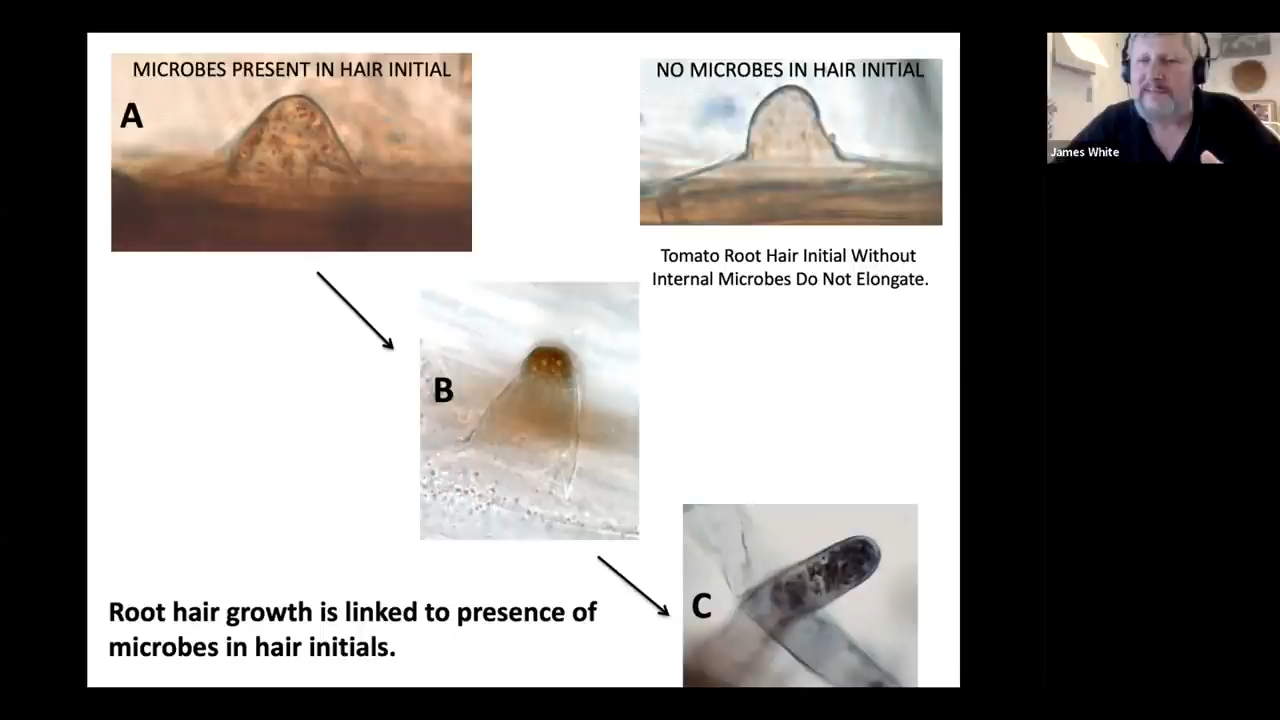 MICROBES PRESENT IN HAIR INITIAL
A
NO MICROBES IN HAIR INITIAL
James White
Tomato Root Hair Initial Without
Internal Microbes Do Not Elongate.
B
C
Root hair growth is linked to presence of
microbes in hair initials.